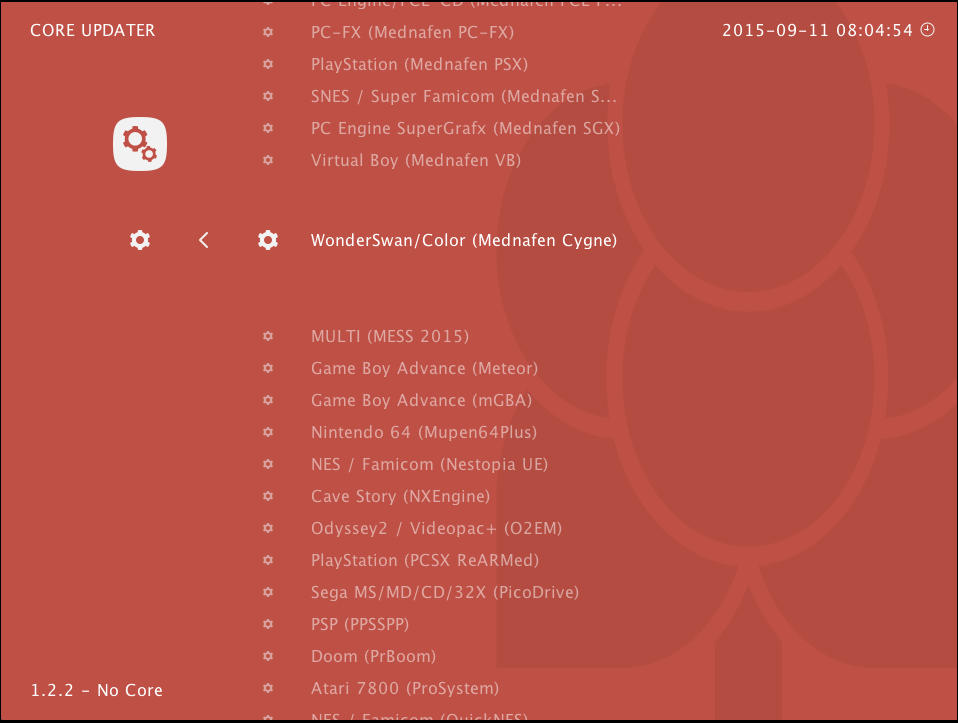 CORE UPDATER
2015-09-11 08:04:54
PC-FX (Mednafen PC-FX)
PlayStation (Mednafen PSX)
SNES / Super Famicom (Mednafen S...
PC Engine SuperGrafx (Mednafen SGX)
Virtual Boy (Mednafen VB)
WonderSwan/Color (Mednafen Cygne)
MULTI (MESS 2015)
Game Boy Advance (Meteor)
Game Boy Advance (mGBA)
Nintendo 64 (Mupen64Plus)
NES / Famicom (Nestopia UE)
Cave Story (NXEngine)
Odyssey2 / Videopac+ (O2EM)
PlayStation (PCSX ReARMed)
Sega MS/MD/CD/32X (PicoDrive)
PSP (PPSSPP)
Doom (PrBoom)
Atari 7800 (ProSystem)
NES / Famicom (QuickNES)
1.2.2 - No Core